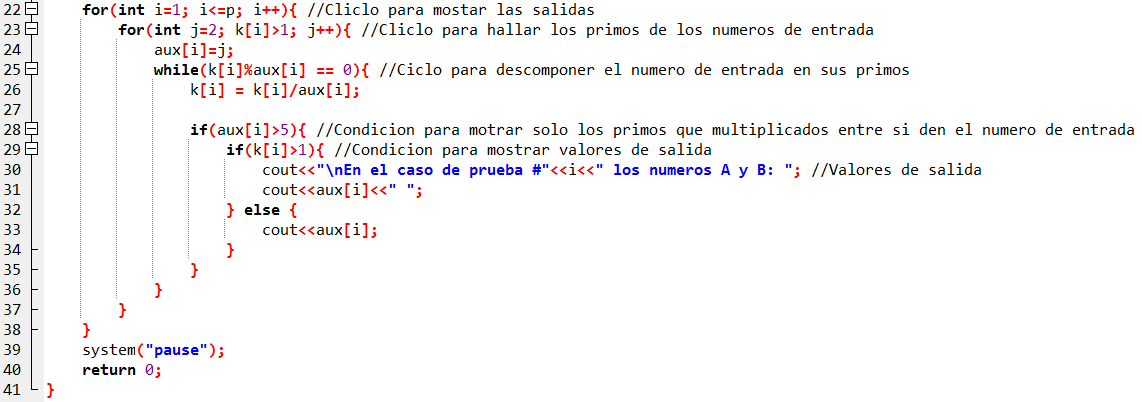 22 for(int i=1; i<=p; i++){ //Cliclo para mostar las salidas
23 for(int j=2; k[i]>1; j++){ //Cliclo para hallar los primos de los numeros de entrada
24 aux[i]=j;
25 while(k[i]%aux[i] == 0){ //Ciclo para descomponer el numero de entrada en sus primos
26 k[i] = k[i]/aux[i];
27
28 if(aux[i]>5){ //Condicion para motrar solo los primos que multiplicados entre si den el numero de entrada
29 if(k[i]>1){ //Condicion para mostrar valores de salida
30 cout<<"\nEn el caso de prueba #"<<i<<" los numeros A y B: "; //Valores de salida
31 cout<<aux[i]<<" ";
32 } else {
33 cout<<aux[i];
34 }
35 }
36 }
37 }
38 }
39 system("pause");
40 return 0;
41 }